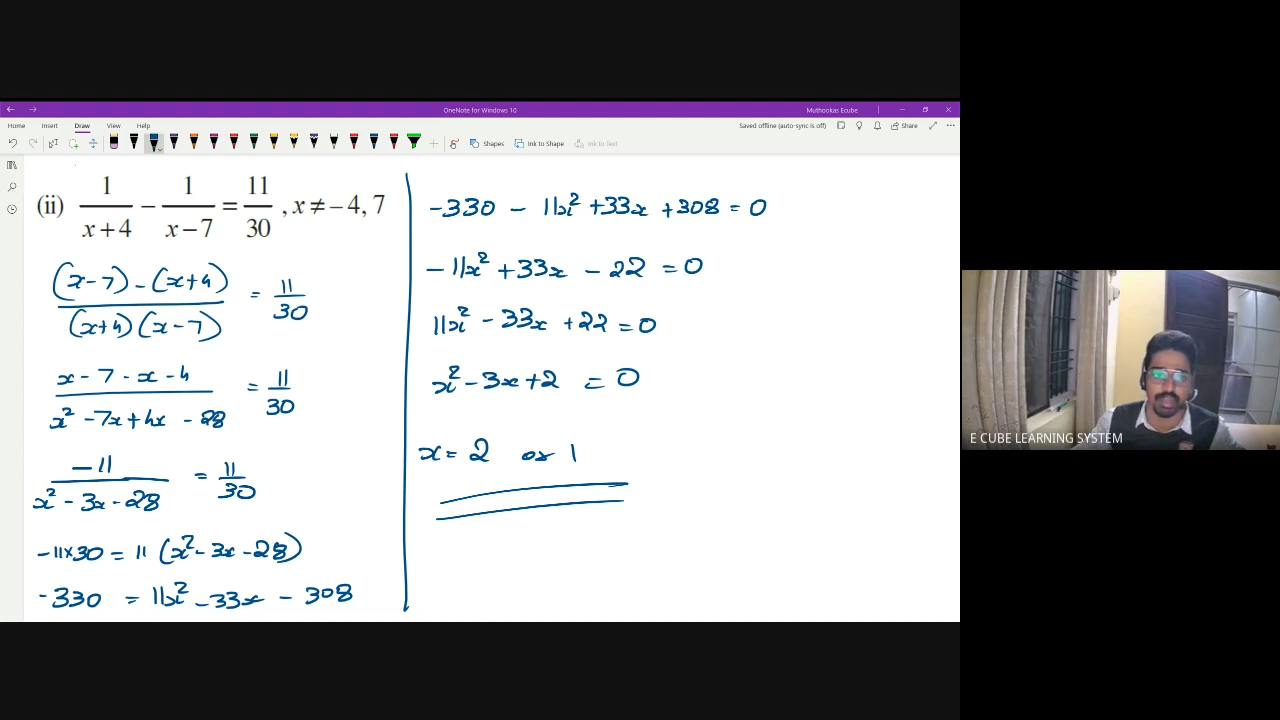 OneNote for Windows 10
Muthookas Ecube
Home Insert Draw View Help
Saved offline (auto-sync is off)
Share
Shapes
Ink to Shape
Ink to Text
(ii) 1/(x+4) − 1/(x−7) = 11/30, x ≠ −4, 7
((x-7) - (x+4))/((x+4)(x-7)) = 11/30
(x - 7 - x - 4)/(x² - 7x + 4x - 28) = 11/30
-11/(x² - 3x - 28) = 11/30
-11×30 = 11 (x² - 3x - 28)
-330 = 11x² - 33x - 308
-330 - 11x² + 33x + 308 = 0
-11x² + 33x - 22 = 0
11x² - 33x + 22 = 0
x² - 3x + 2 = 0
x = 2 or 1
E CUBE LEARNING SYSTEM